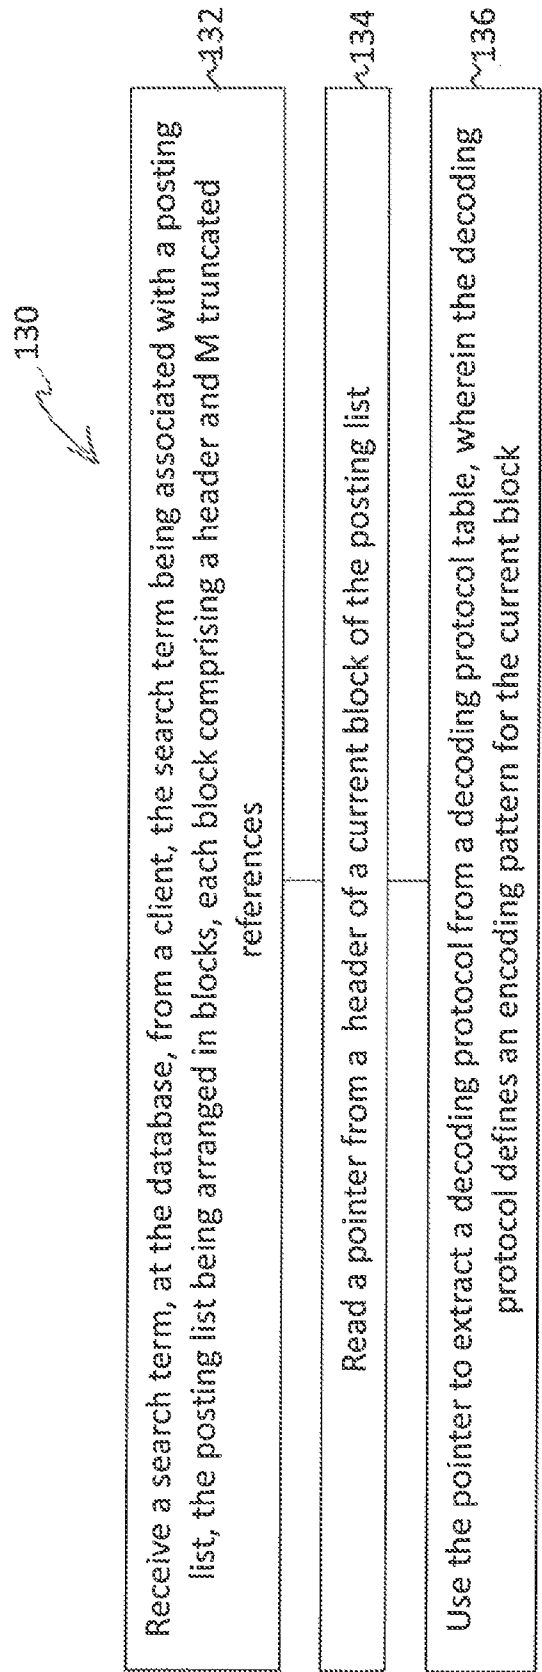 130
Receive a search term, at the database, from a client, the search term being associated with a posting
list, the posting list being arranged in blocks, each block comprising a header and M truncated
references
132
Read a pointer from a header of a current block of the posting list
134
Use the pointer to extract a decoding protocol from a decoding protocol table, wherein the decoding
protocol defines an encoding pattern for the current block
136